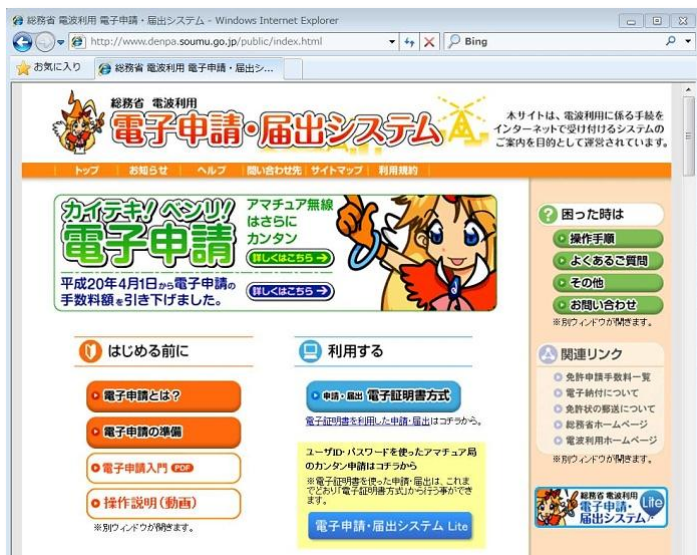 総務省 電波利用 電子申請・届出システム - Windows Internet Explorer
http://www.denpa.soumu.go.jp/public/index.html
Bing
お気に入り
総務省 電波利用 電子申請・届出シ...
総務省 電波利用
電子申請・届出システム
本サイトは、電波利用に係る手続を
インターネットで受け付けるシステムの
ご案内を目的として運営されています。
トップ お知らせ ヘルプ 問い合わせ先 サイトマップ 利用規約
カイテキ! ベンリ!
電子申請
アマチュア無線
はさらに
カンタン
詳しくはこちら
平成20年4月1日から電子申請の
手数料額を引き下げました。
詳しくはこちら
はじめる前に
電子申請とは?
電子申請の準備
電子申請入門 PDF
操作説明(動画)
※別ウィンドウが開きます。
利用する
申請・届出 電子証明書方式
電子証明書を利用した申請・届出はコチラから。
ユーザID・パスワードを使ったアマチュア局
のカンタン申請はコチラから
※電子証明書を使った申請・届出は、これま
でどおり「電子証明書方式」から行う事ができ
ます。
電子申請・届出システム Lite
困った時は
操作手順
よくあるご質問
その他
お問い合わせ
※別ウィンドウが開きます。
関連リンク
免許申請手数料一覧
電子納付について
免許状の郵送について
総務省ホームページ
電波利用ホームページ
※別ウィンドウが開きます。
総務省 電波利用
電子申請・
届出システム
Lite